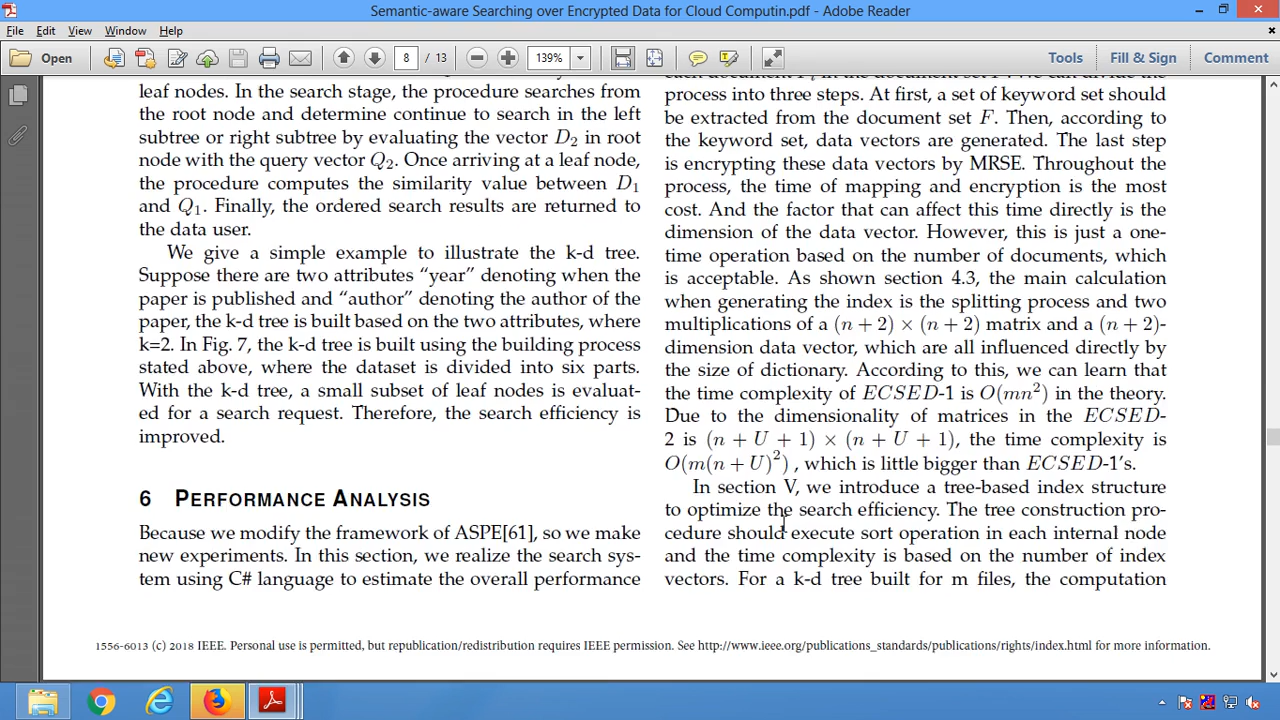 Semantic-aware Searching over Encrypted Data for Cloud Computin.pdf - Adobe Reader
File Edit View Window Help
Open 8 / 13 139% Tools Fill & Sign Comment
leaf nodes. In the search stage, the procedure searches from
the root node and determine continue to search in the left
subtree or right subtree by evaluating the vector D₂ in root
node with the query vector Q₂. Once arriving at a leaf node,
the procedure computes the similarity value between D₁
and Q₁. Finally, the ordered search results are returned to
the data user.
We give a simple example to illustrate the k-d tree.
Suppose there are two attributes “year” denoting when the
paper is published and “author” denoting the author of the
paper, the k-d tree is built based on the two attributes, where
k=2. In Fig. 7, the k-d tree is built using the building process
stated above, where the dataset is divided into six parts.
With the k-d tree, a small subset of leaf nodes is evaluat-
ed for a search request. Therefore, the search efficiency is
improved.
6 PERFORMANCE ANALYSIS
Because we modify the framework of ASPE[61], so we make
new experiments. In this section, we realize the search sys-
tem using C# language to estimate the overall performance
each document Fᵢ in the document set F. We can divide the
process into three steps. At first, a set of keyword set should
be extracted from the document set F. Then, according to
the keyword set, data vectors are generated. The last step
is encrypting these data vectors by MRSE. Throughout the
process, the time of mapping and encryption is the most
cost. And the factor that can affect this time directly is the
dimension of the data vector. However, this is just a one-
time operation based on the number of documents, which
is acceptable. As shown section 4.3, the main calculation
when generating the index is the splitting process and two
multiplications of a (n + 2) × (n + 2) matrix and a (n + 2)-
dimension data vector, which are all influenced directly by
the size of dictionary. According to this, we can learn that
the time complexity of ECSED-1 is O(mn²) in the theory.
Due to the dimensionality of matrices in the ECSED-
2 is (n + U + 1) × (n + U + 1), the time complexity is
O(m(n + U)²) , which is little bigger than ECSED-1's.
In section V, we introduce a tree-based index structure
to optimize the search efficiency. The tree construction pro-
cedure should execute sort operation in each internal node
and the time complexity is based on the number of index
vectors. For a k-d tree built for m files, the computation
1556-6013 (c) 2018 IEEE. Personal use is permitted, but republication/redistribution requires IEEE permission. See http://www.ieee.org/publications_standards/publications/rights/index.html for more information.